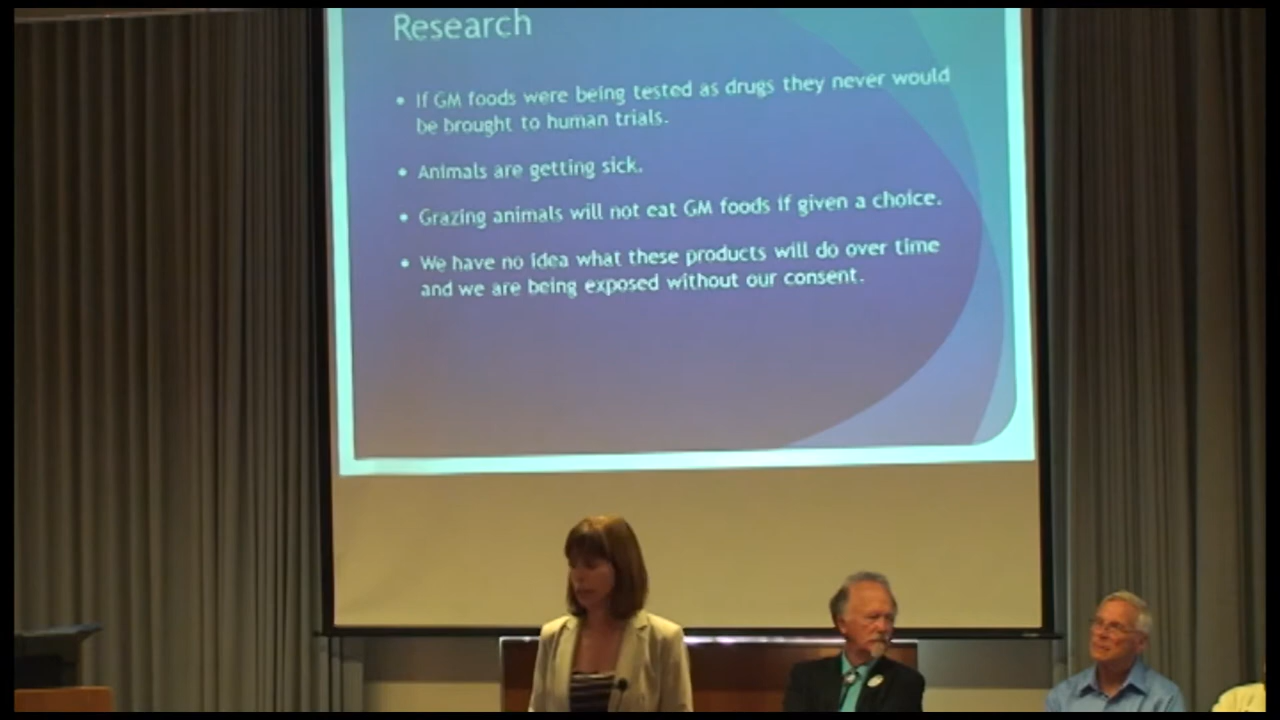 Research
• If GM foods were being tested as drugs they never would
be brought to human trials.
• Animals are getting sick.
• Grazing animals will not eat GM foods if given a choice.
• We have no idea what these products will do over time
and we are being exposed without our consent.